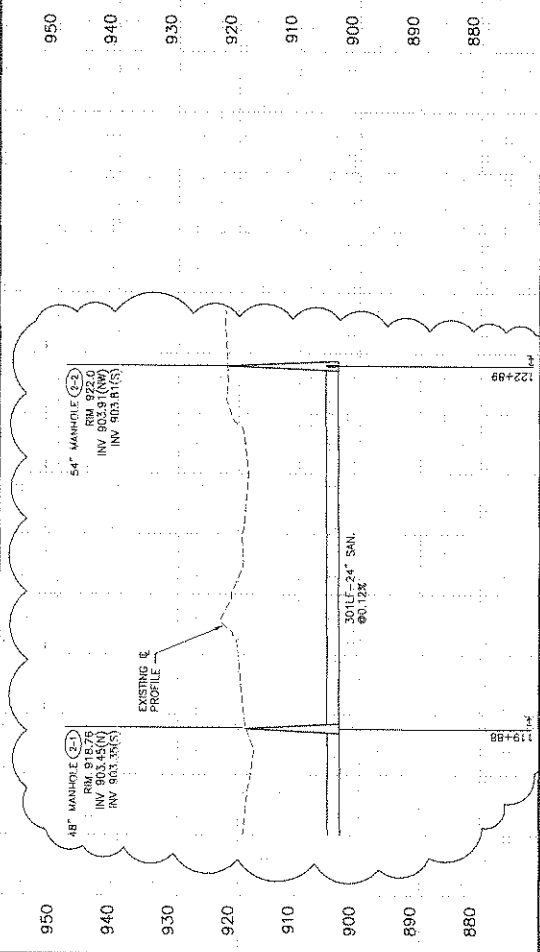 950
940
930
920
910
900
890
880
48" MANHOLE 2-1
RIM 918.76
INV 903.45(N)
INV 903.35(S)
EXISTING ℄
PROFILE
54" MANHOLE 2-2
RIM 922.0
INV 903.91(NW)
INV 903.81(S)
301LF-24" SAN.
@0.12%
119+88
122+89
950
940
930
920
910
900
890
880